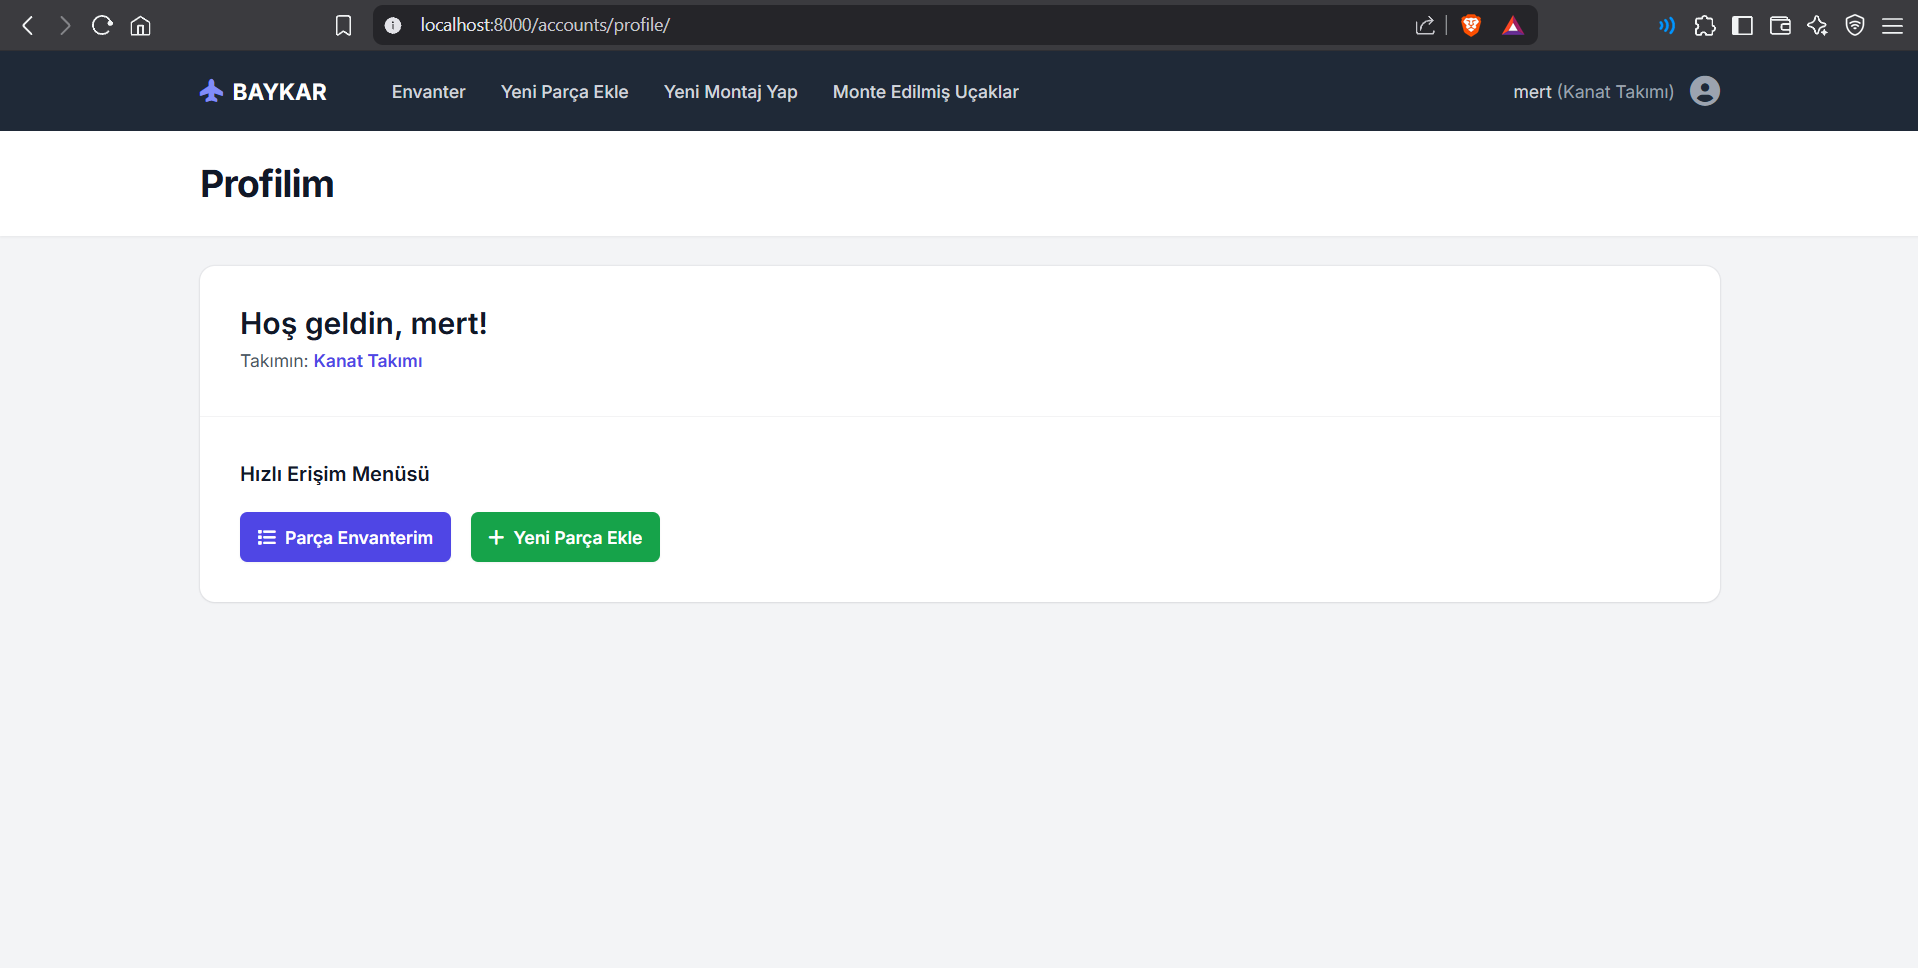 localhost:8000/accounts/profile/
BAYKAR Envanter Yeni Parça Ekle Yeni Montaj Yap Monte Edilmiş Uçaklar mert (Kanat Takımı)
Profilim
Hoş geldin, mert!
Takımın: Kanat Takımı
Hızlı Erişim Menüsü
Parça Envanterim Yeni Parça Ekle